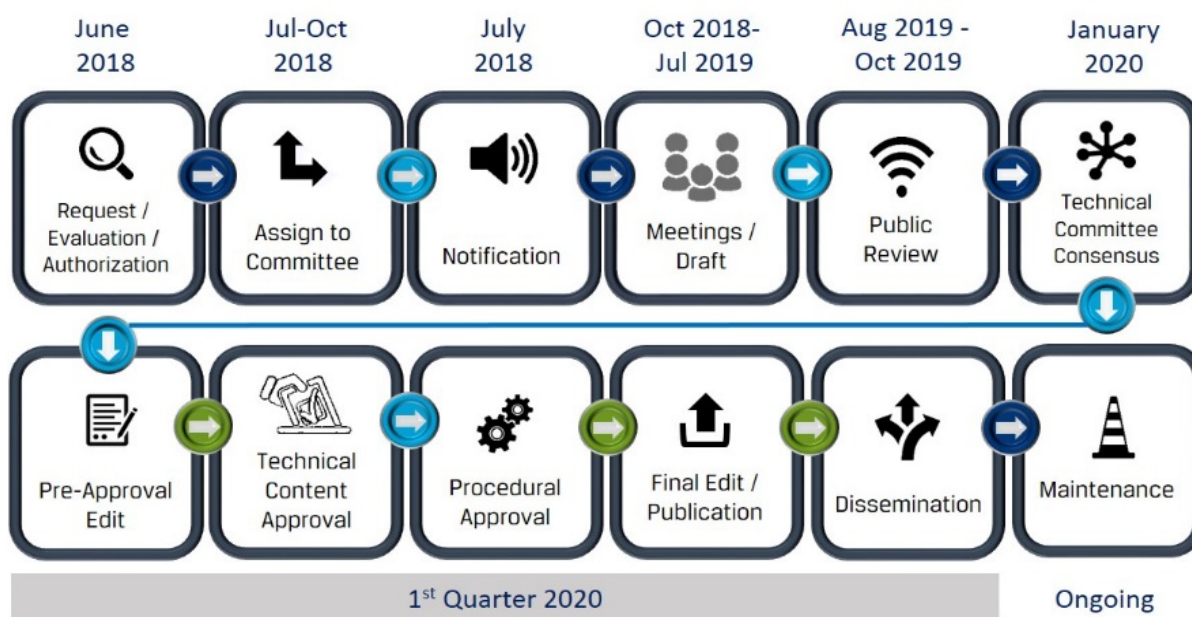 June
2018
Jul-Oct
2018
July
2018
Oct 2018-
Jul 2019
Aug 2019 -
Oct 2019
January
2020
Request /
Evaluation /
Authorization
Assign to
Committee
Notification
Meetings /
Draft
Public
Review
Technical
Committee
Consensus
Pre-Approval
Edit
Technical
Content
Approval
Procedural
Approval
Final Edit /
Publication
Dissemination
Maintenance
1st Quarter 2020
Ongoing